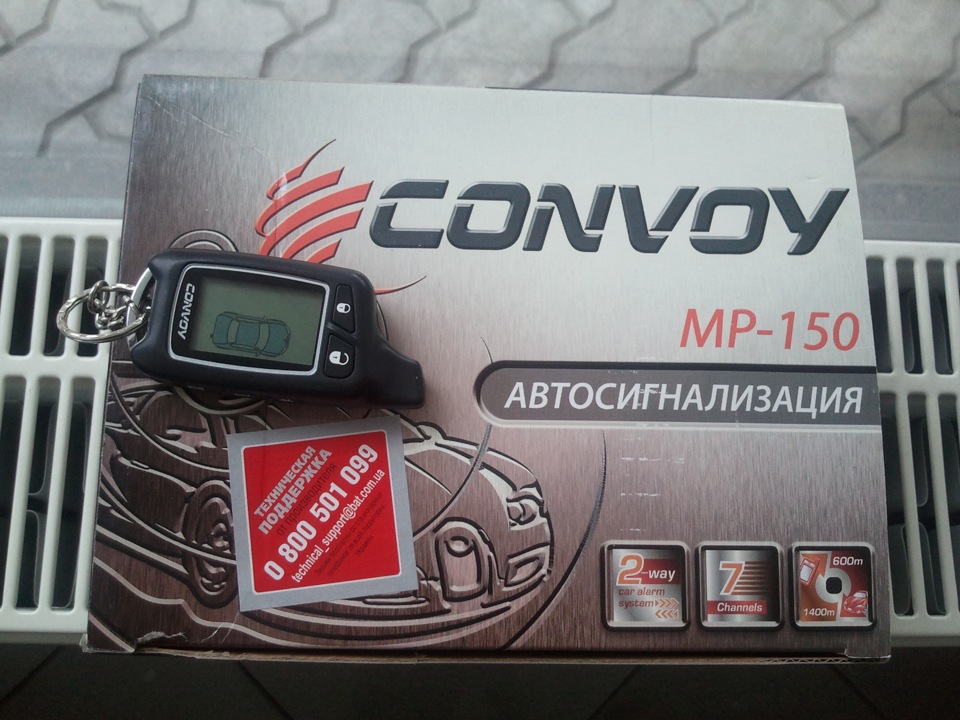 CONVOY
MP-150
АВТОСИГНАЛИЗАЦИЯ
CONVOY
ТЕХНИЧЕСКАЯ
ПОДДЕРЖКА
0 800 501 099
technical_support@bat.com.ua
2-way
car alarm
system
7
Channels
600m
1400m